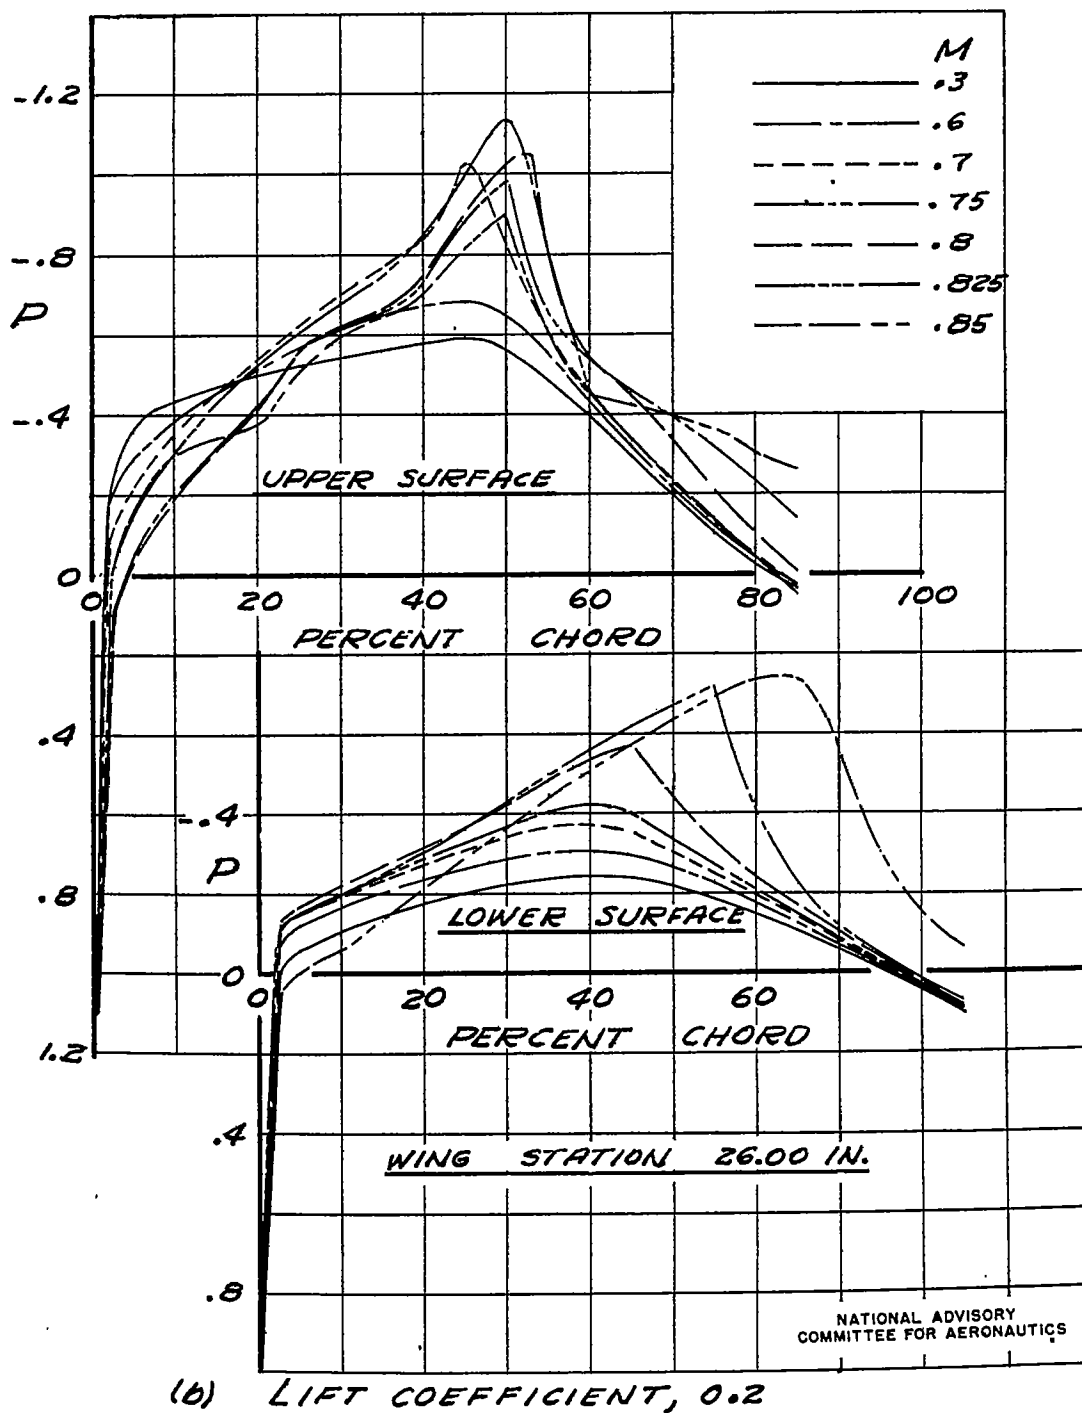 M
.3
.6
.7
.75
.8
.825
.85
-1.2
-.8
P
-.4
0
.4
.8
1.2
UPPER SURFACE
0 20 40 60 80 100
PERCENT CHORD
-.4
P
0
.4
.8
LOWER SURFACE
0 20 40 60
PERCENT CHORD
WING STATION 26.00 IN.
NATIONAL ADVISORY
COMMITTEE FOR AERONAUTICS
(b) LIFT COEFFICIENT, 0.2